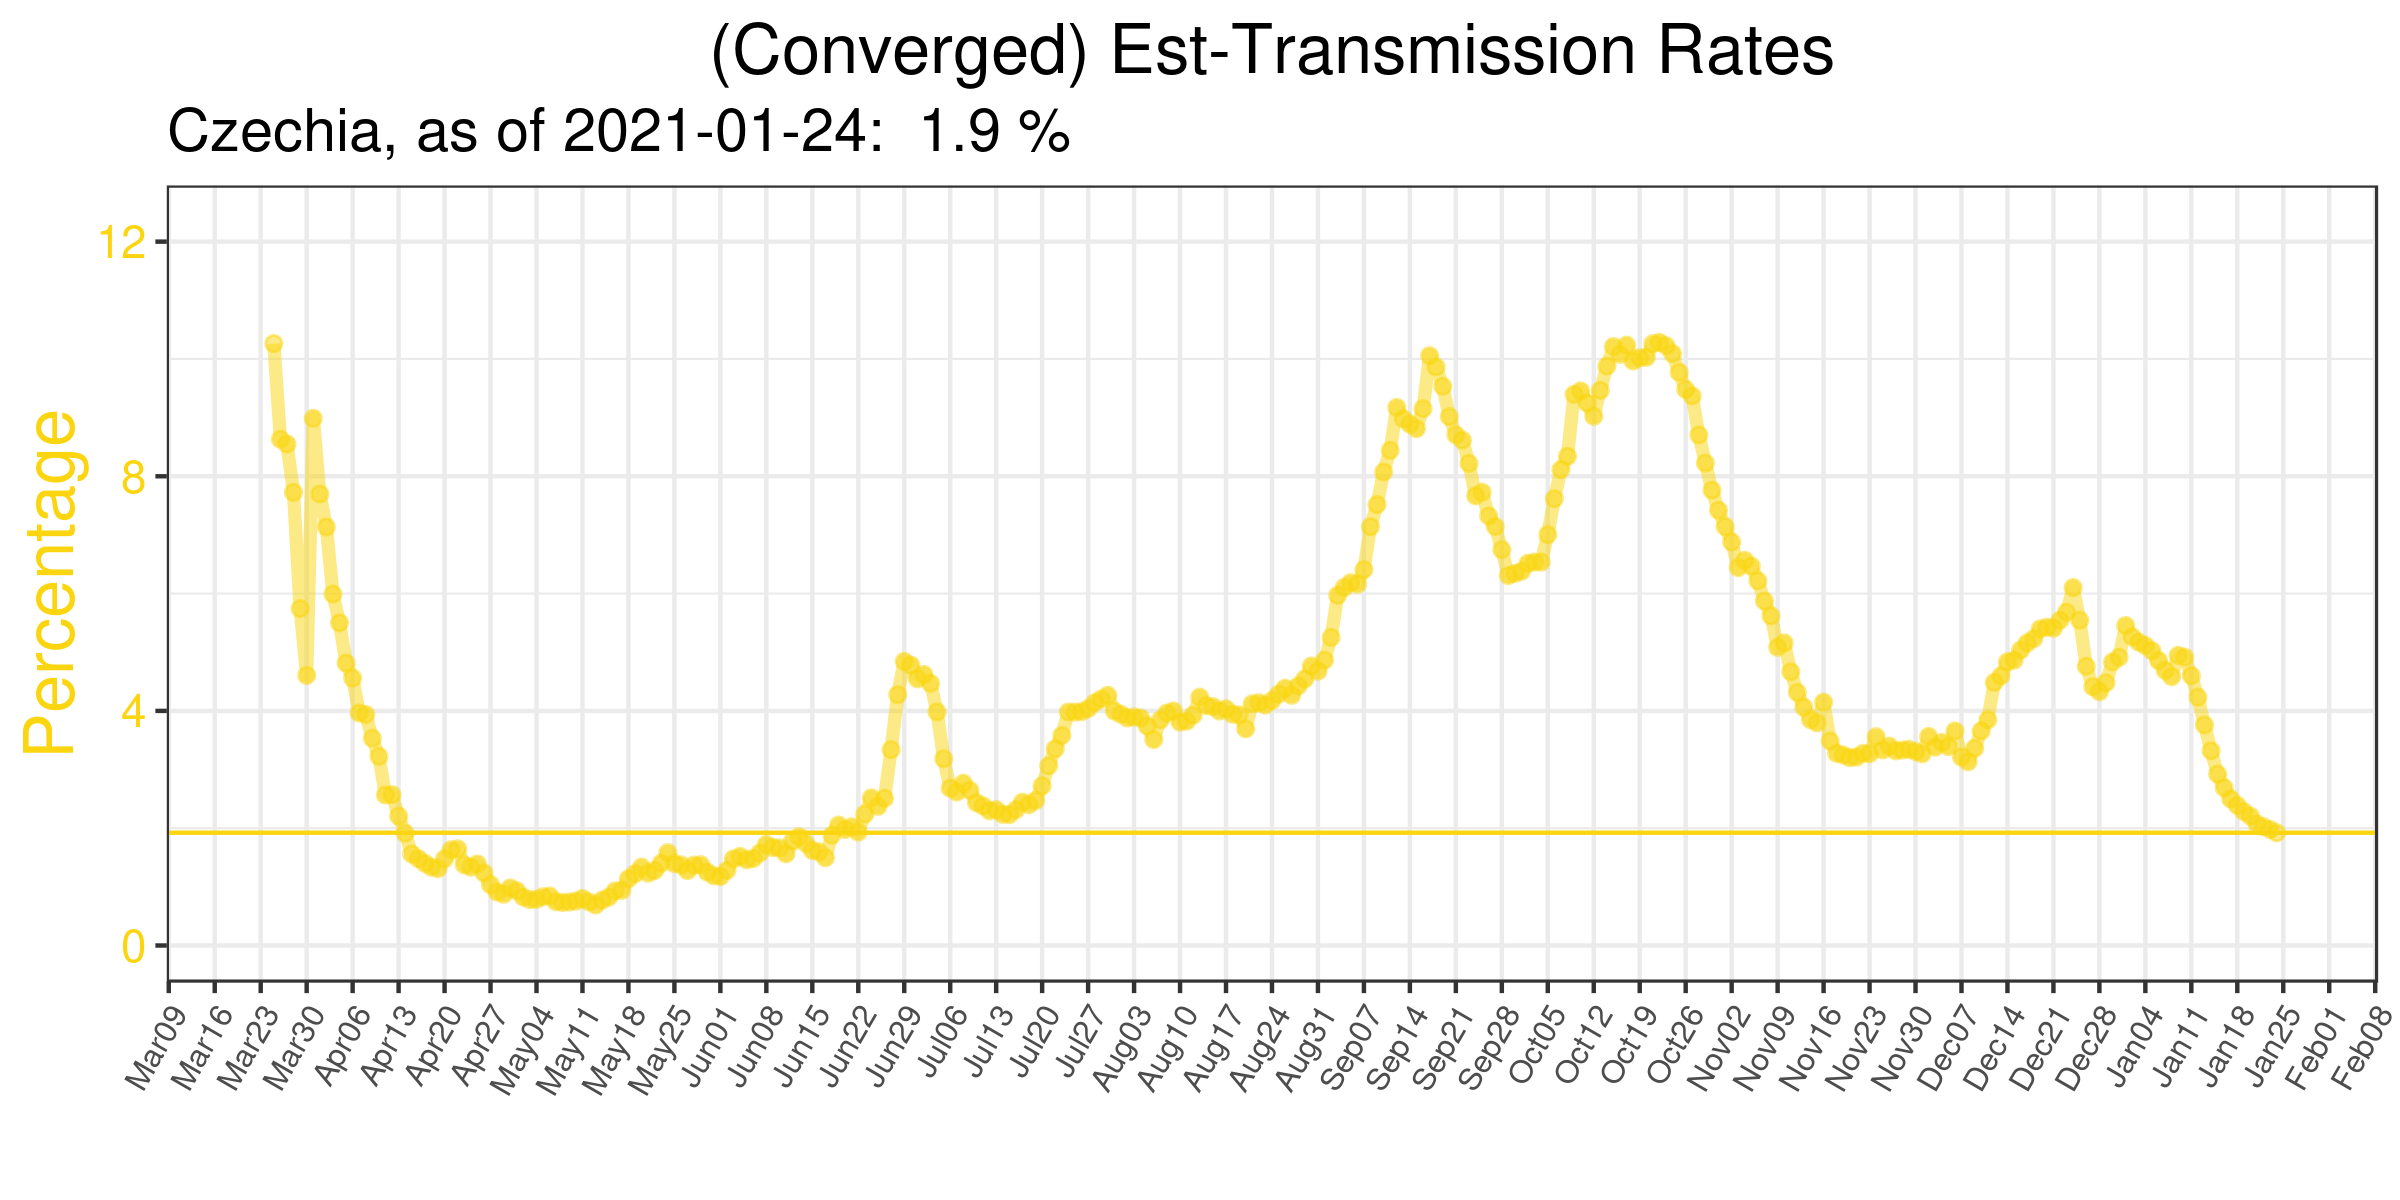 (Converged) Est-Transmission Rates
Czechia, as of 2021-01-24:  1.9 %
Percentage
12
8
4
0
Mar09 Mar16 Mar23 Mar30 Apr06 Apr13 Apr20 Apr27 May04 May11 May18 May25 Jun01 Jun08 Jun15 Jun22 Jun29 Jul06 Jul13 Jul20 Jul27 Aug03 Aug10 Aug17 Aug24 Aug31 Sep07 Sep14 Sep21 Sep28 Oct05 Oct12 Oct19 Oct26 Nov02 Nov09 Nov16 Nov23 Nov30 Dec07 Dec14 Dec21 Dec28 Jan04 Jan11 Jan18 Jan25 Feb01 Feb08